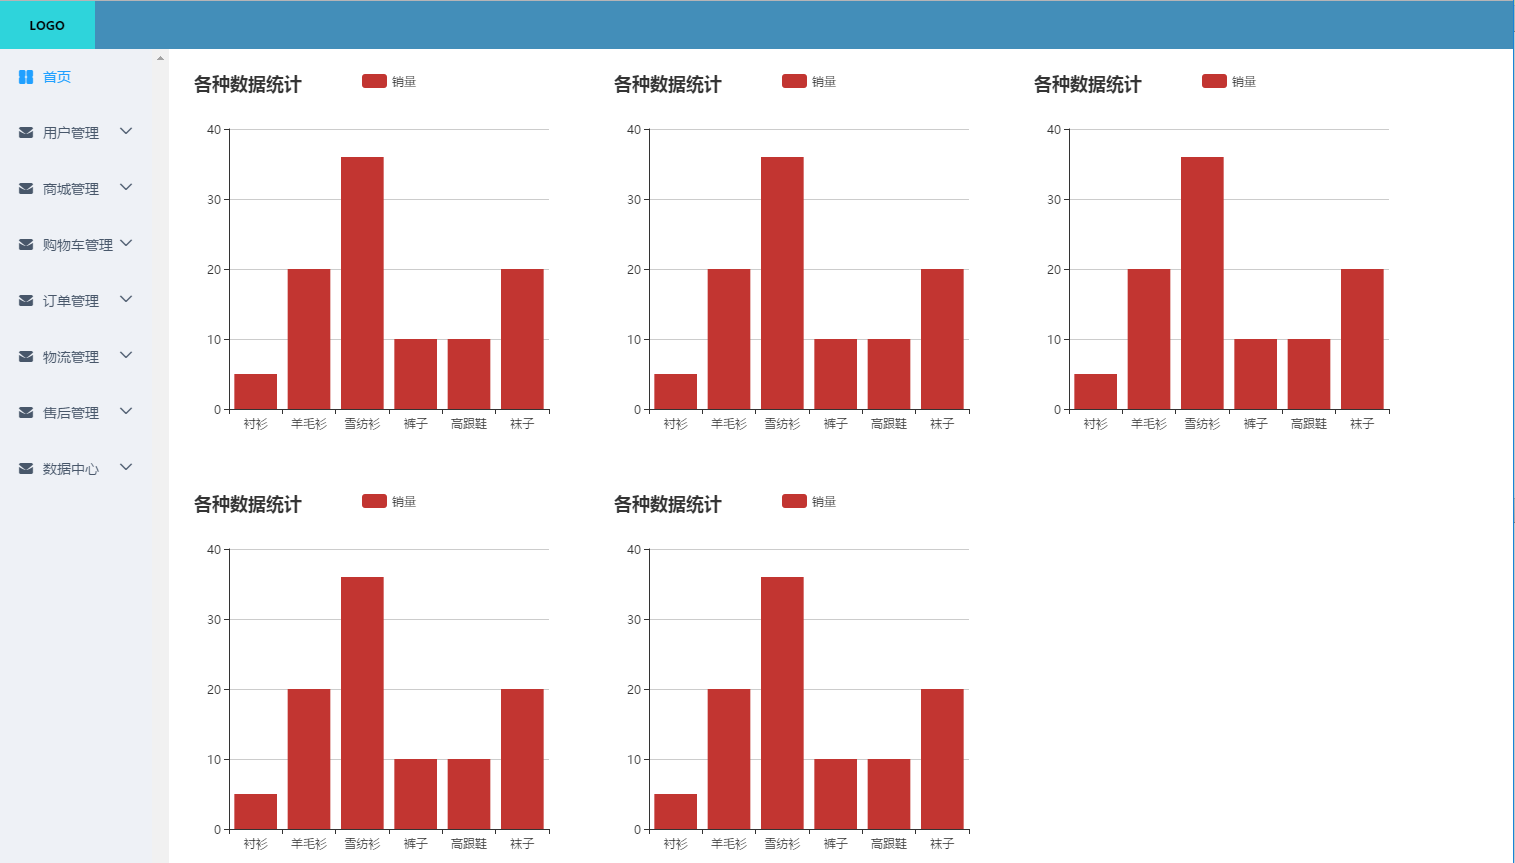 LOGO
首页
用户管理
商城管理
购物车管理
订单管理
物流管理
售后管理
数据中心
各种数据统计
销量
40
30
20
10
0
衬衫 羊毛衫 雪纺衫 裤子 高跟鞋 袜子
各种数据统计
销量
40
30
20
10
0
衬衫 羊毛衫 雪纺衫 裤子 高跟鞋 袜子
各种数据统计
销量
40
30
20
10
0
衬衫 羊毛衫 雪纺衫 裤子 高跟鞋 袜子
各种数据统计
销量
40
30
20
10
0
衬衫 羊毛衫 雪纺衫 裤子 高跟鞋 袜子
各种数据统计
销量
40
30
20
10
0
衬衫 羊毛衫 雪纺衫 裤子 高跟鞋 袜子